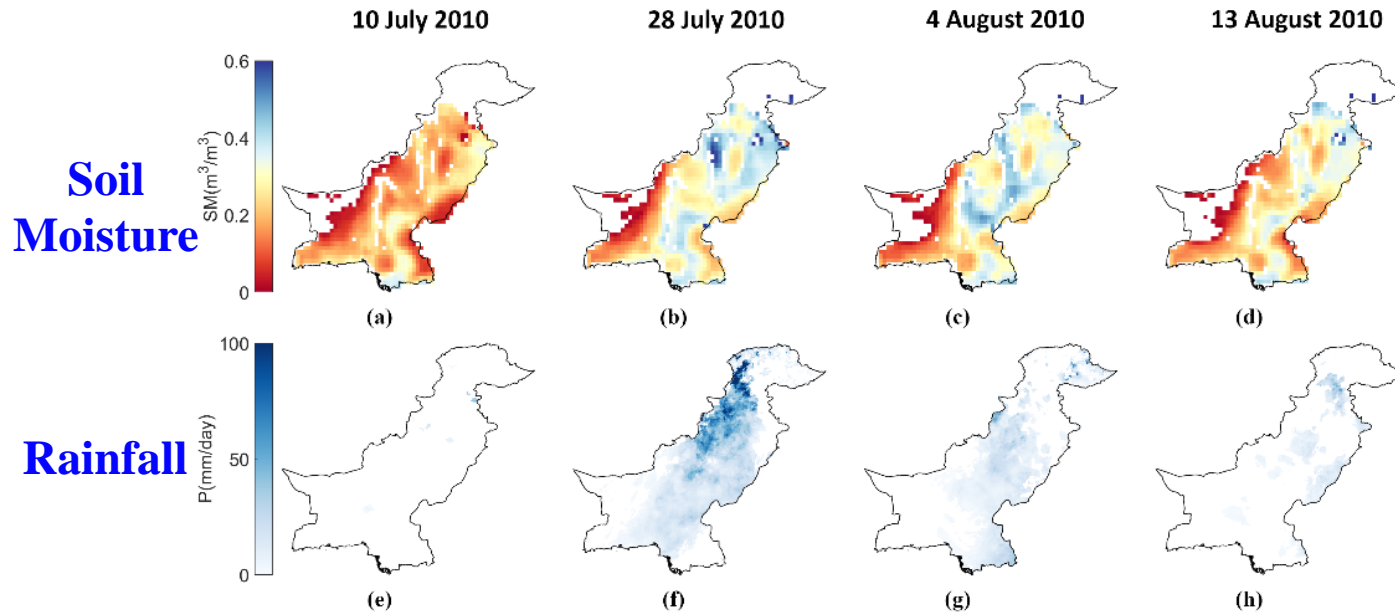 10 July 2010
28 July 2010
4 August 2010
13 August 2010
Soil
Moisture
SM(m³/m³)
0.6
0.4
0.2
0
(a)
(b)
(c)
(d)
Rainfall
P(mm/day)
100
50
0
(e)
(f)
(g)
(h)